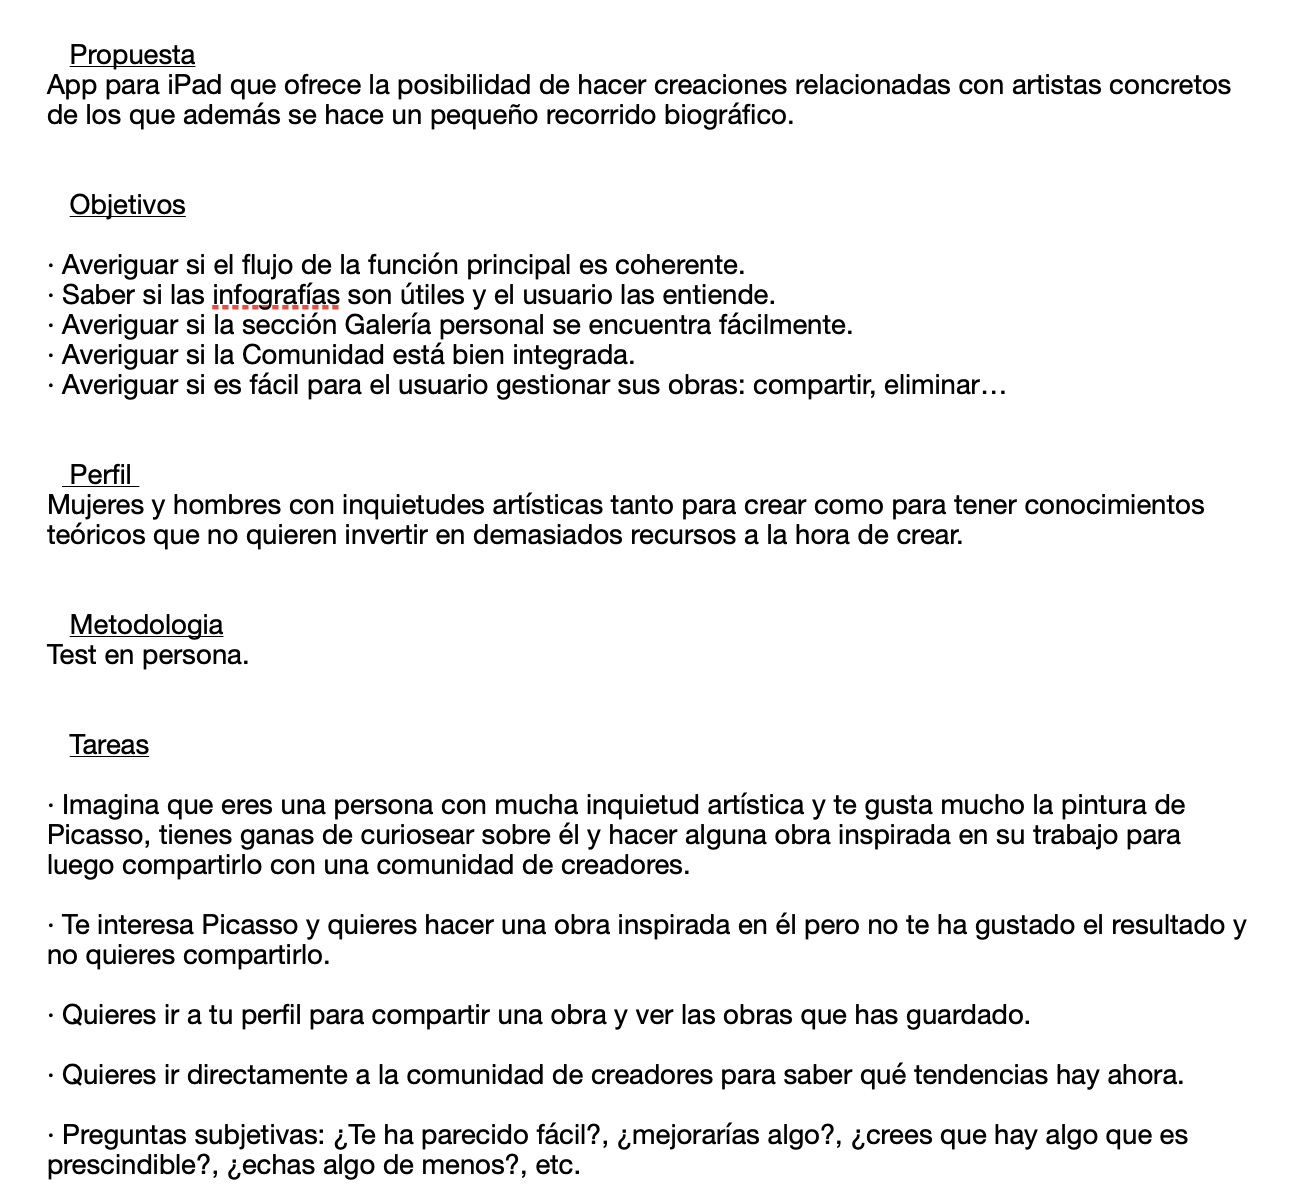 Propuesta
App para iPad que ofrece la posibilidad de hacer creaciones relacionadas con artistas concretos
de los que además se hace un pequeño recorrido biográfico.
Objetivos
· Averiguar si el flujo de la función principal es coherente.
· Saber si las infografías son útiles y el usuario las entiende.
· Averiguar si la sección Galería personal se encuentra fácilmente.
· Averiguar si la Comunidad está bien integrada.
· Averiguar si es fácil para el usuario gestionar sus obras: compartir, eliminar…
Perfil
Mujeres y hombres con inquietudes artísticas tanto para crear como para tener conocimientos
teóricos que no quieren invertir en demasiados recursos a la hora de crear.
Metodologia
Test en persona.
Tareas
· Imagina que eres una persona con mucha inquietud artística y te gusta mucho la pintura de
Picasso, tienes ganas de curiosear sobre él y hacer alguna obra inspirada en su trabajo para
luego compartirlo con una comunidad de creadores.
· Te interesa Picasso y quieres hacer una obra inspirada en él pero no te ha gustado el resultado y
no quieres compartirlo.
· Quieres ir a tu perfil para compartir una obra y ver las obras que has guardado.
· Quieres ir directamente a la comunidad de creadores para saber qué tendencias hay ahora.
· Preguntas subjetivas: ¿Te ha parecido fácil?, ¿mejorarías algo?, ¿crees que hay algo que es
prescindible?, ¿echas algo de menos?, etc.